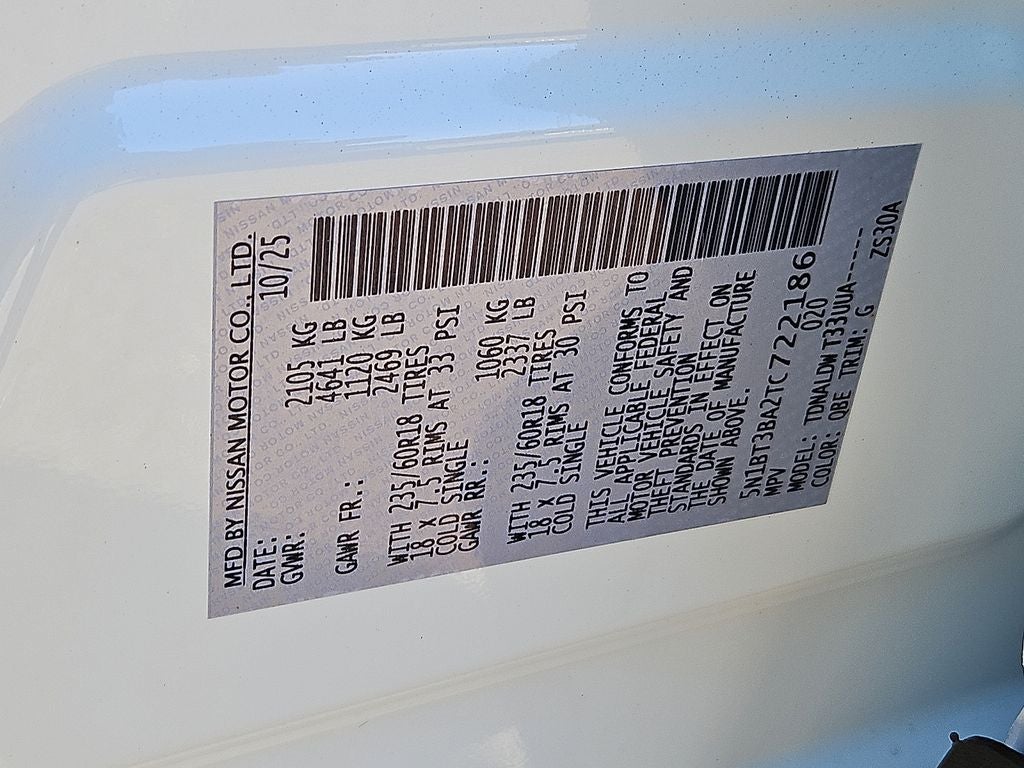 MFD BY NISSAN MOTOR CO., LTD.
DATE: 10/25
GVWR: 2105 KG
4641 LB
GAWR FR.: 1120 KG
2469 LB
WITH 235/60R18 TIRES
18 X 7.5 RIMS AT 33 PSI
COLD SINGLE
GAWR RR.: 1060 KG
2337 LB
WITH 235/60R18 TIRES
18 X 7.5 RIMS AT 30 PSI
COLD SINGLE
THIS VEHICLE CONFORMS TO
ALL APPLICABLE FEDERAL
MOTOR VEHICLE SAFETY AND
THEFT PREVENTION
STANDARDS IN EFFECT ON
THE DATE OF MANUFACTURE
SHOWN ABOVE.
5N1BT3BA2TC722186
MPV 020
MODEL: TDNALDWT33UUA-----
COLOR: QBE TRIM: G ZS30A